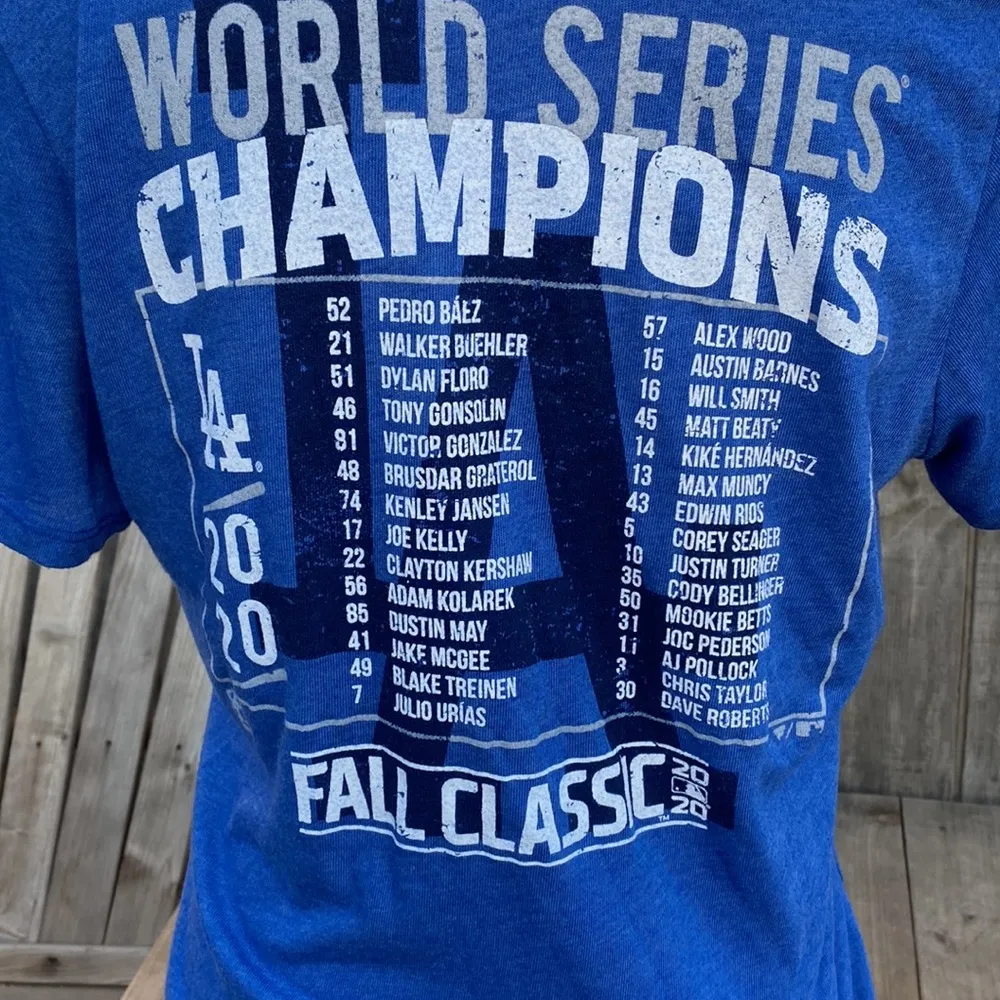 WORLD SERIES®
CHAMPIONS
LA
2020
52 PEDRO BÁEZ
21 WALKER BUEHLER
51 DYLAN FLORO
46 TONY GONSOLIN
81 VICTOR GONZALEZ
48 BRUSDAR GRATEROL
74 KENLEY JANSEN
17 JOE KELLY
22 CLAYTON KERSHAW
56 ADAM KOLAREK
85 DUSTIN MAY
41 JAKE MCGEE
49 BLAKE TREINEN
7 JULIO URÍAS
57 ALEX WOOD
15 AUSTIN BARNES
16 WILL SMITH
45 MATT BEATY
14 KIKÉ HERNÁNDEZ
13 MAX MUNCY
43 EDWIN RIOS
5 COREY SEAGER
10 JUSTIN TURNER
35 CODY BELLINGER
50 MOOKIE BETTS
31 JOC PEDERSON
11 AJ POLLOCK
3 CHRIS TAYLOR
30 DAVE ROBERTS
FALL CLASSIC™ 2020